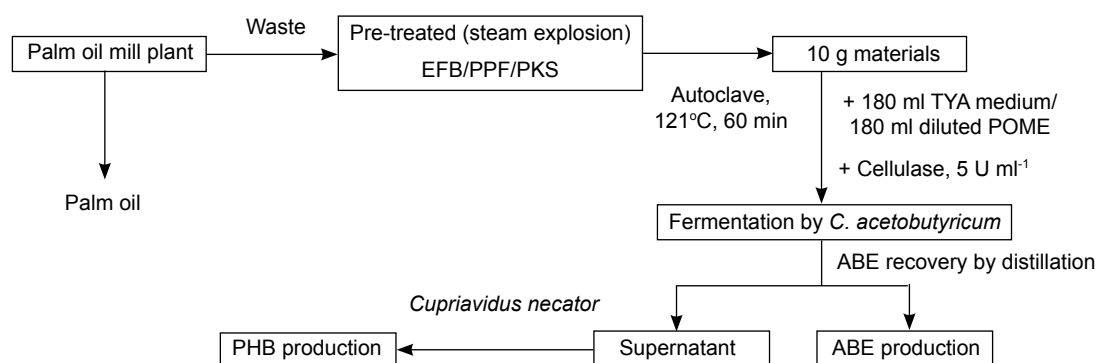 Waste
Palm oil mill plant
Pre-treated (steam explosion)
EFB/PPF/PKS
10 g materials
Autoclave,
121°C, 60 min
+ 180 ml TYA medium/
180 ml diluted POME
+ Cellulase, 5 U ml⁻¹
Palm oil
Fermentation by C. acetobutyricum
ABE recovery by distillation
Cupriavidus necator
PHB production
Supernatant
ABE production